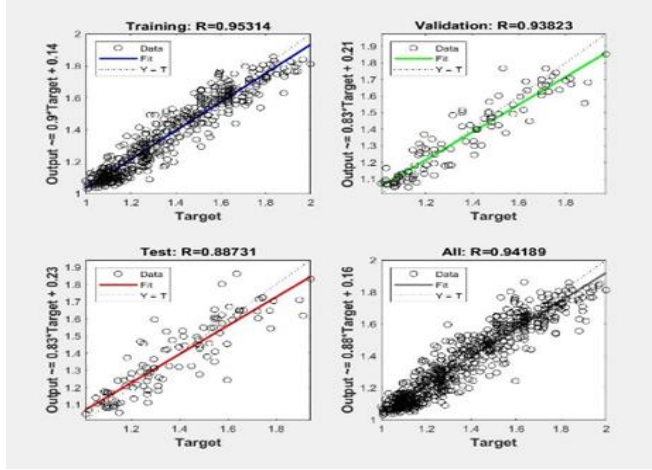 Training: R=0.95314
Output ~= 0.9*Target + 0.14
2
1.8
1.6
1.4
1.2
1
Data
Fit
Y = T
1 1.2 1.4 1.6 1.8 2
Target
Validation: R=0.93823
Output ~= 0.83*Target + 0.21
1.9
1.8
1.7
1.6
1.5
1.4
1.3
1.2
1.1
Data
Fit
Y = T
1.2 1.4 1.6 1.8
Target
Test: R=0.88731
Output ~= 0.83*Target + 0.23
1.9
1.8
1.7
1.6
1.5
1.4
1.3
1.2
1.1
Data
Fit
Y = T
1.2 1.4 1.6 1.8
Target
All: R=0.94189
Output ~= 0.88*Target + 0.16
2
1.8
1.6
1.4
1.2
1
Data
Fit
Y = T
1 1.2 1.4 1.6 1.8 2
Target